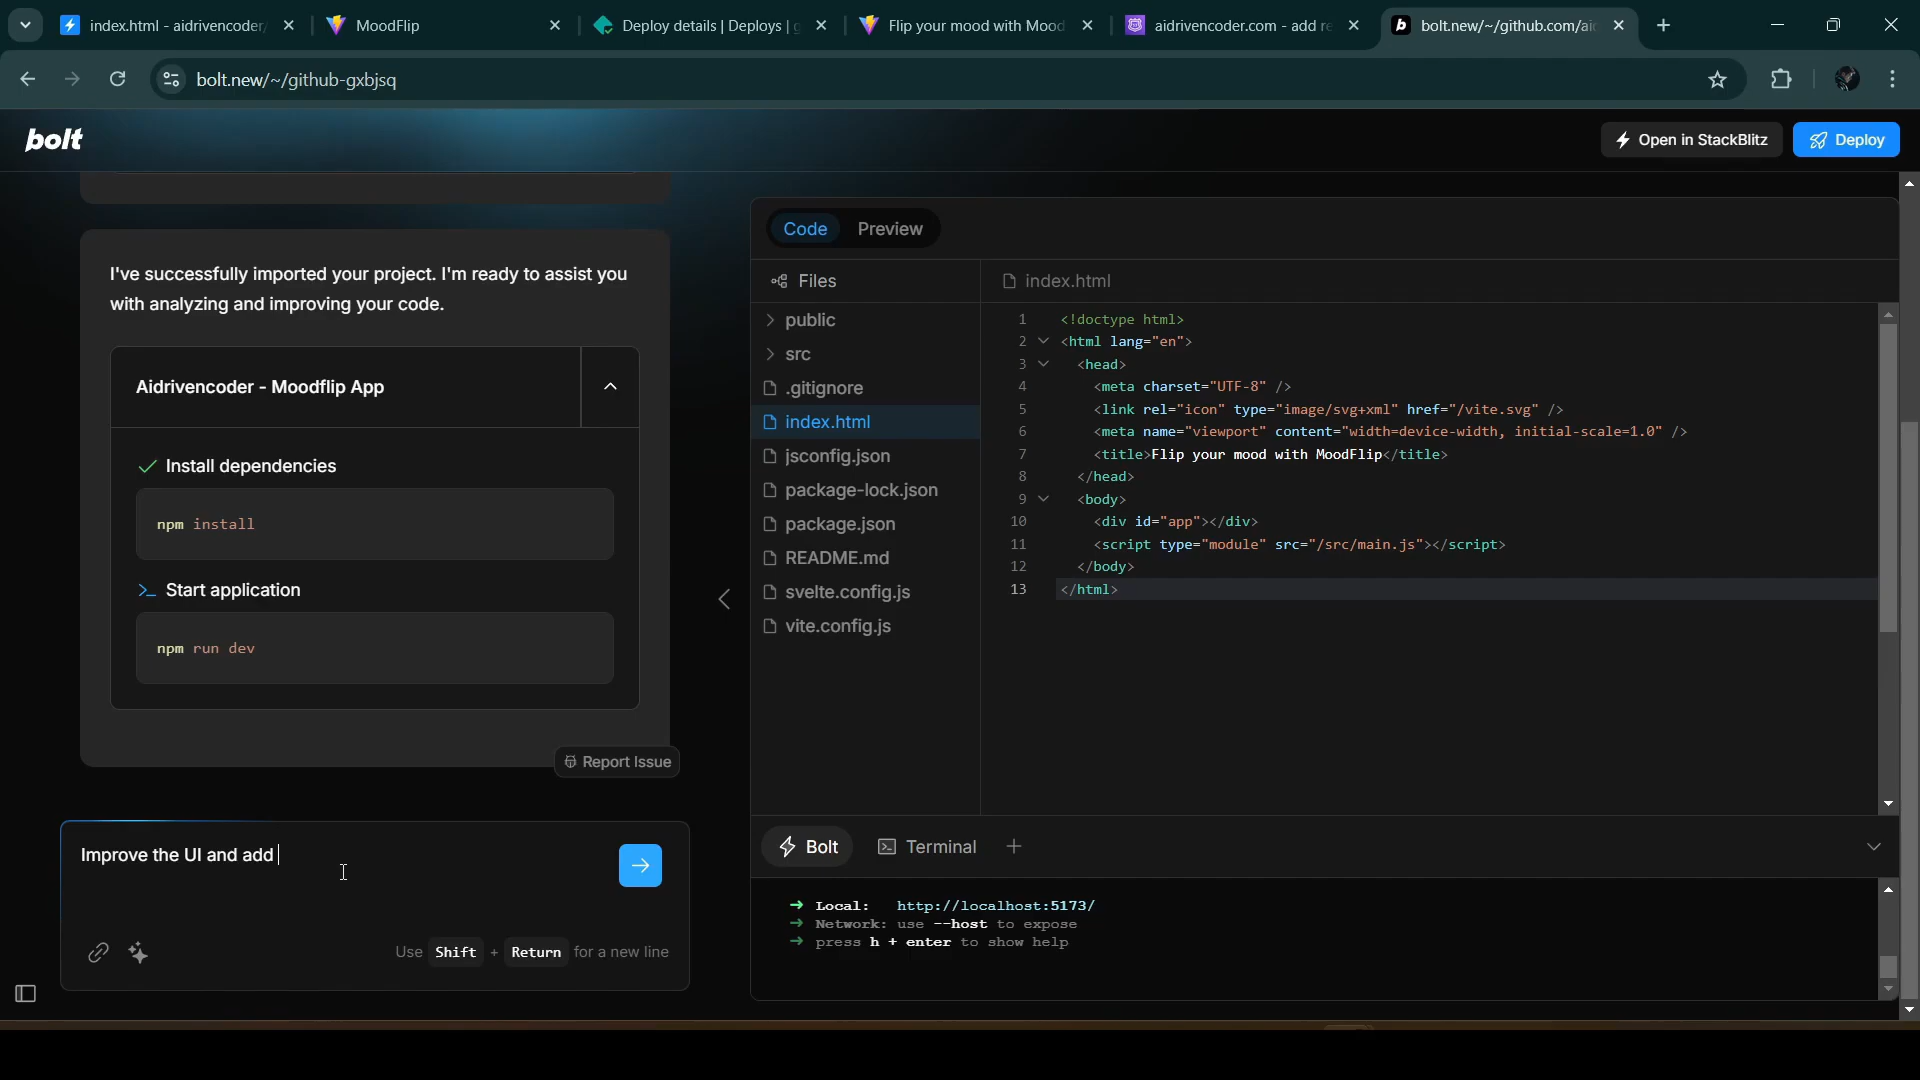 index.html - aidrivencoder
MoodFlip
Deploy details | Deploys |
Flip your mood with Mood
aidrivencoder.com - add re
bolt.new/~/github.com/aid
bolt.new/~/github-gxbjsq
bolt
Open in StackBlitz
Deploy
I've successfully imported your project. I'm ready to assist you
with analyzing and improving your code.
Aidrivencoder - Moodflip App
Install dependencies
npm install
Start application
npm run dev
Report Issue
Improve the UI and add
Use Shift + Return for a new line
Code
Preview
Files
public
src
.gitignore
index.html
jsconfig.json
package-lock.json
package.json
README.md
svelte.config.js
vite.config.js
index.html
1 <!doctype html>
2 <html lang="en">
3 <head>
4 <meta charset="UTF-8" />
5 <link rel="icon" type="image/svg+xml" href="/vite.svg" />
6 <meta name="viewport" content="width=device-width, initial-scale=1.0" />
7 <title>Flip your mood with MoodFlip</title>
8 </head>
9 <body>
10 <div id="app"></div>
11 <script type="module" src="/src/main.js"></script>
12 </body>
13 </html>
Bolt
Terminal
➜ Local: http://localhost:5173/
➜ Network: use --host to expose
➜ press h + enter to show help